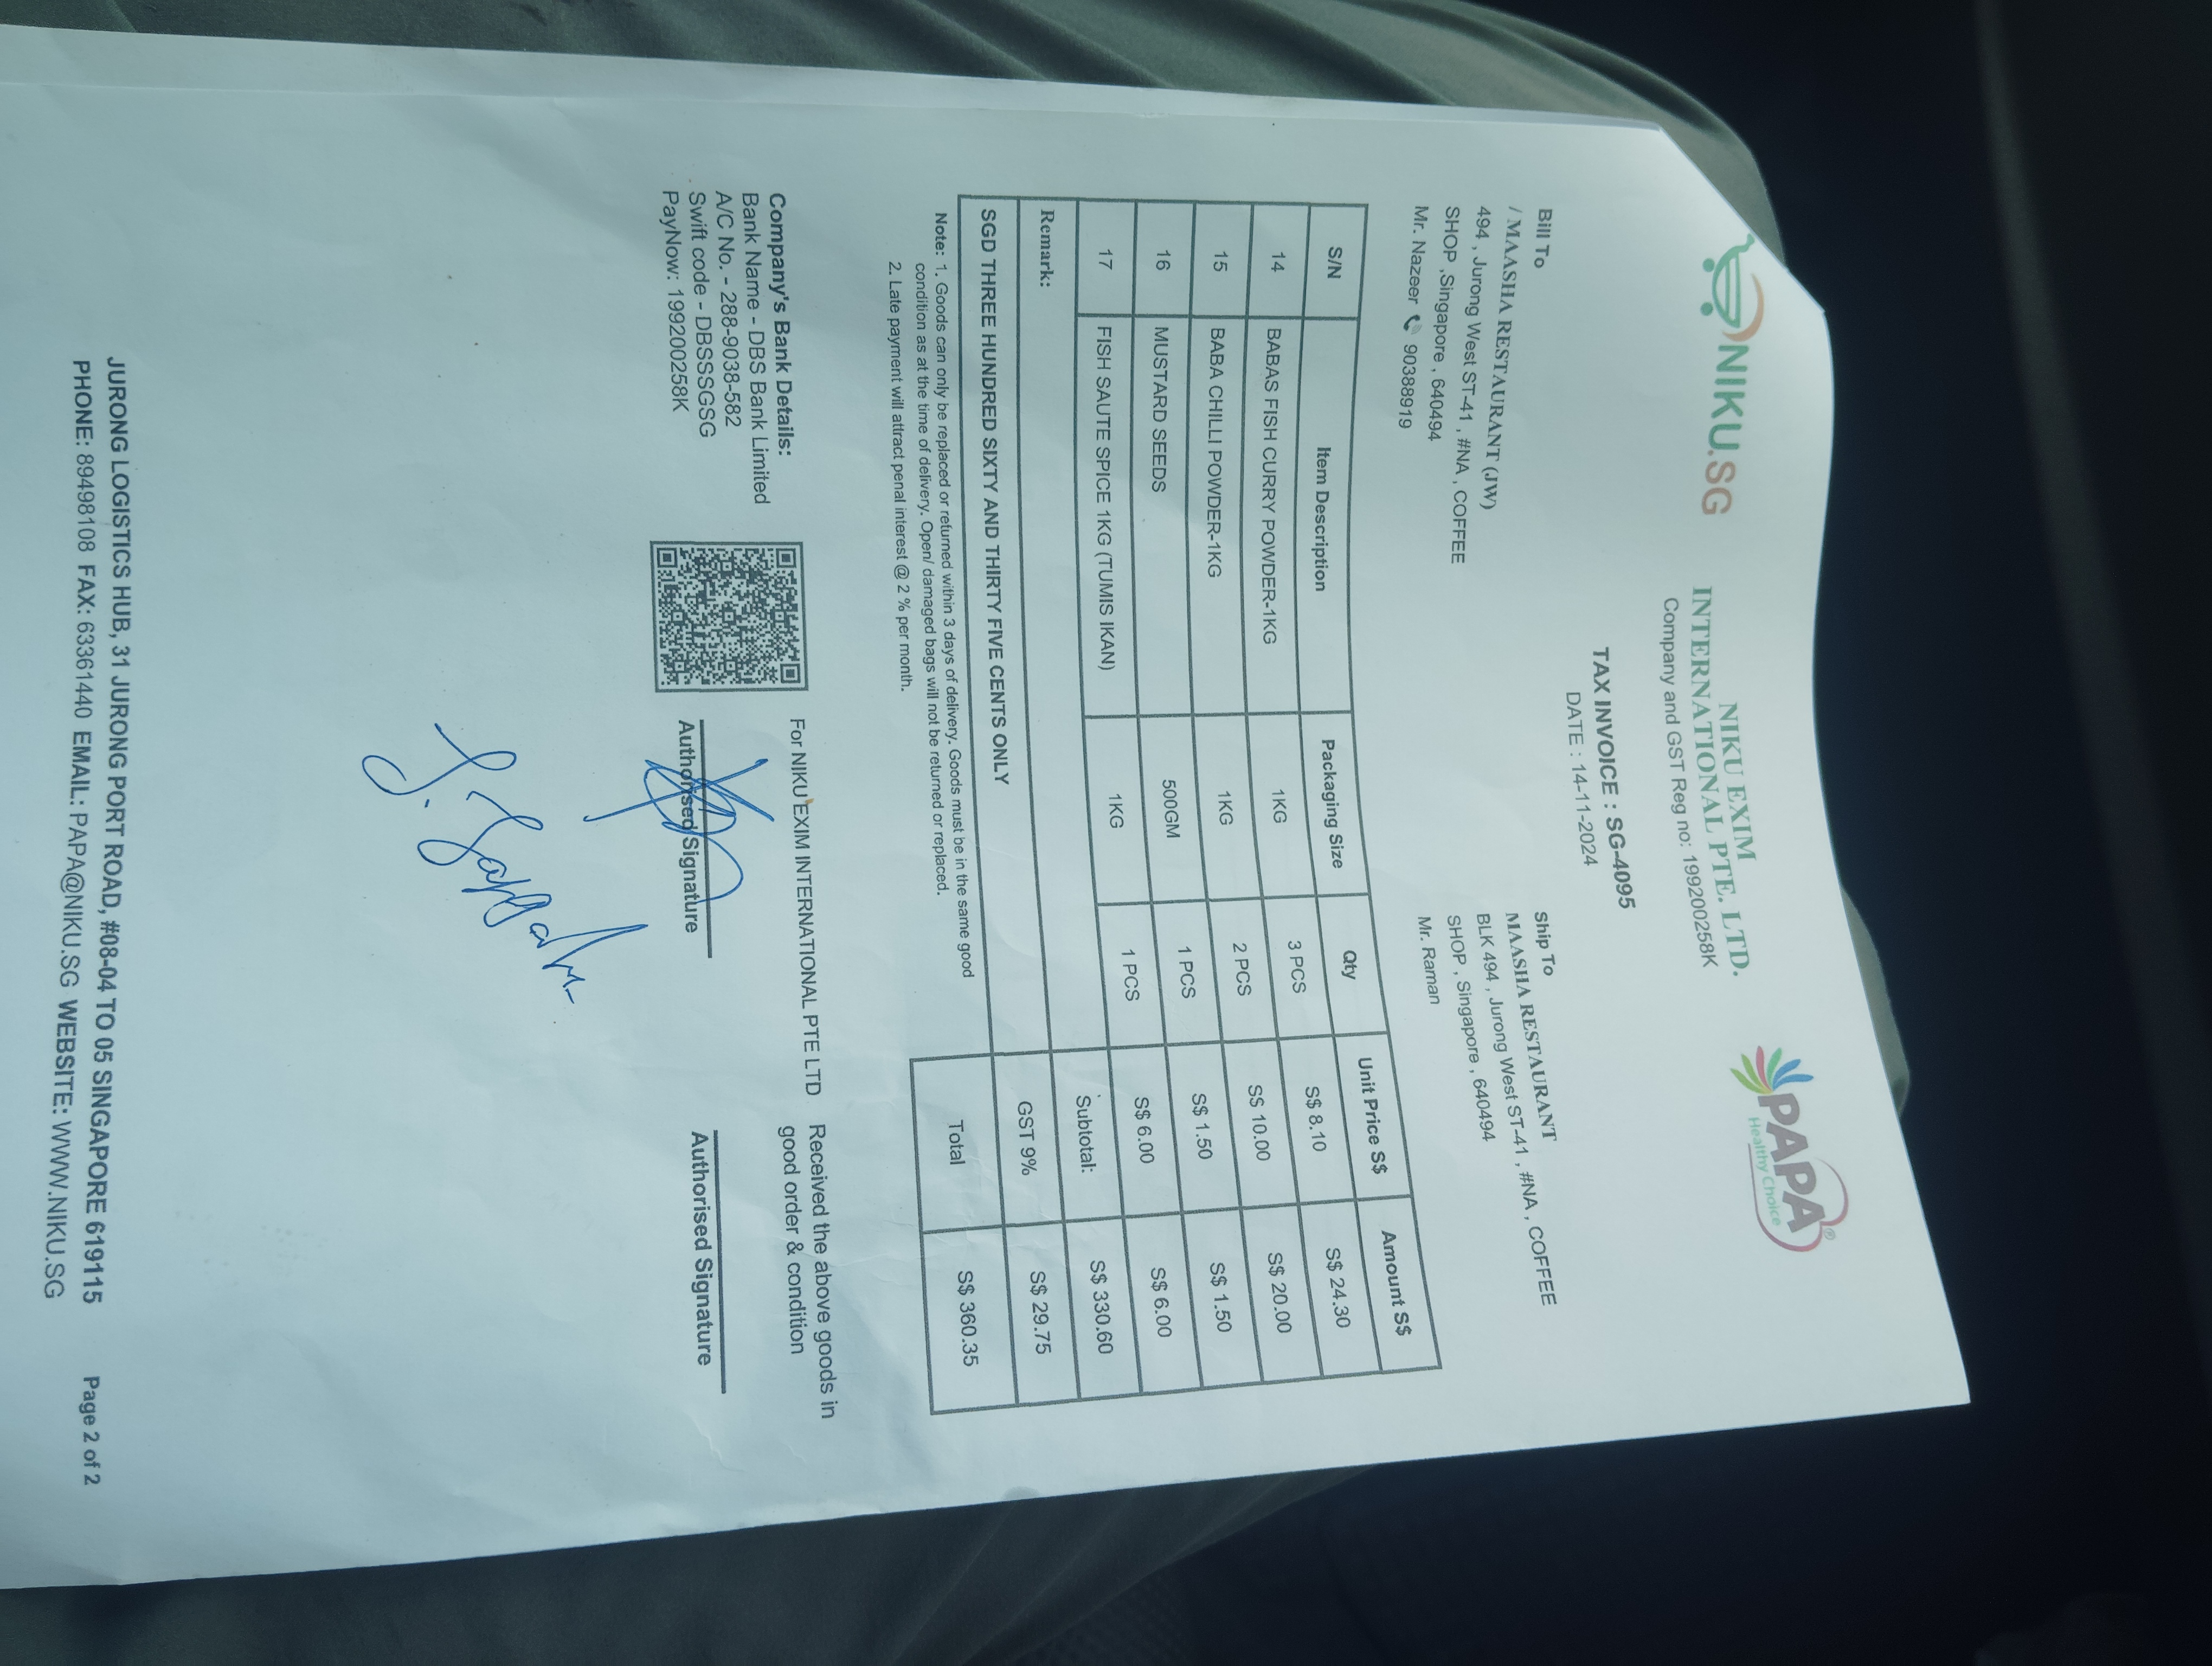 NIKU.SG
NIKU EXIM
INTERNATIONAL PTE. LTD.
Company and GST Reg no: 199200258K
PAPA®
Healthy Choice
TAX INVOICE : SG-4095
DATE : 14-11-2024
Bill To
/ MAASHA RESTAURANT (JW)
494 , Jurong West ST-41 , #NA , COFFEE
SHOP ,Singapore , 640494
Mr. Nazeer 90388919
Ship To
MAASHA RESTAURANT
BLK 494 , Jurong West ST-41 , #NA , COFFEE
SHOP , Singapore , 640494
Mr. Raman
S/N Item Description Packaging Size Qty Unit Price S$ Amount S$
14 BABAS FISH CURRY POWDER-1KG 1KG 3 PCS S$ 8.10 S$ 24.30
15 BABA CHILLI POWDER-1KG 1KG 2 PCS S$ 10.00 S$ 20.00
16 MUSTARD SEEDS 500GM 1 PCS S$ 1.50 S$ 1.50
17 FISH SAUTE SPICE 1KG (TUMIS IKAN) 1KG 1 PCS S$ 6.00 S$ 6.00
Remark: Subtotal: S$ 330.60
GST 9% S$ 29.75
SGD THREE HUNDRED SIXTY AND THIRTY FIVE CENTS ONLY
Total S$ 360.35
Note: 1. Goods can only be replaced or returned within 3 days of delivery. Goods must be in the same good
condition as at the time of delivery. Open/ damaged bags will not be returned or replaced.
2. Late payment will attract penal interest @ 2 % per month.
Company's Bank Details:
Bank Name - DBS Bank Limited
A/C No. - 288-9038-582
Swift code - DBSSSGSG
PayNow: 199200258K
For NIKU EXIM INTERNATIONAL PTE LTD
Authorised Signature
Received the above goods in
good order & condition
Authorised Signature
JURONG LOGISTICS HUB, 31 JURONG PORT ROAD, #08-04 TO 05 SINGAPORE 619115
PHONE: 89498108 FAX: 63361440 EMAIL: PAPA@NIKU.SG WEBSITE: WWW.NIKU.SG
Page 2 of 2